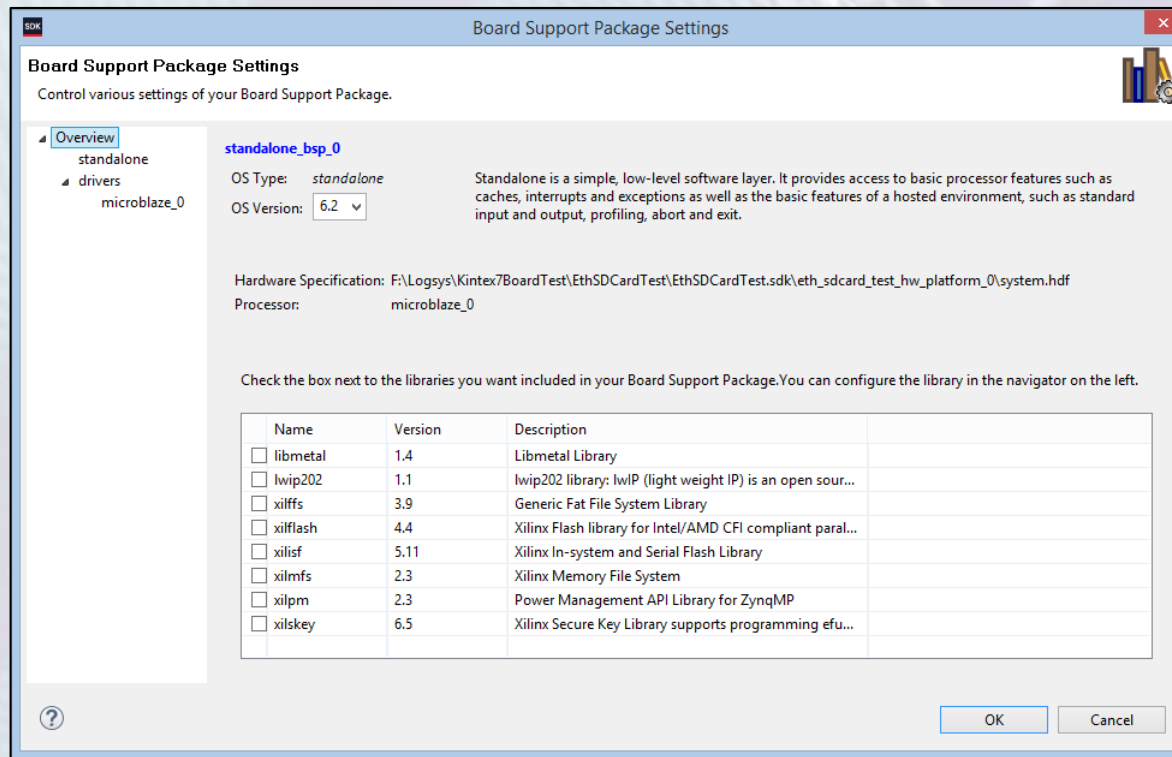 SDK
Board Support Package Settings
Board Support Package Settings
Control various settings of your Board Support Package.
Overview
standalone
drivers
microblaze_0
standalone_bsp_0
OS Type: standalone
OS Version: 6.2
Standalone is a simple, low-level software layer. It provides access to basic processor features such as
caches, interrupts and exceptions as well as the basic features of a hosted environment, such as standard
input and output, profiling, abort and exit.
Hardware Specification: F:\Logsys\Kintex7BoardTest\EthSDCardTest\EthSDCardTest.sdk\eth_sdcard_test_hw_platform_0\system.hdf
Processor: microblaze_0
Check the box next to the libraries you want included in your Board Support Package.You can configure the library in the navigator on the left.
Name Version Description
libmetal 1.4 Libmetal Library
lwip202 1.1 lwip202 library: lwIP (light weight IP) is an open sour...
xilffs 3.9 Generic Fat File System Library
xilflash 4.4 Xilinx Flash library for Intel/AMD CFI compliant paral...
xilisf 5.11 Xilinx In-system and Serial Flash Library
xilmfs 2.3 Xilinx Memory File System
xilpm 2.3 Power Management API Library for ZynqMP
xilskey 6.5 Xilinx Secure Key Library supports programming efu...
? OK Cancel